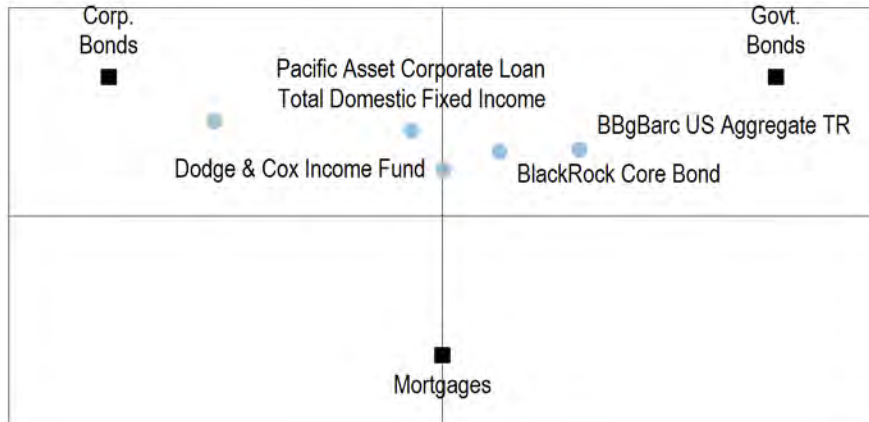 Corp.
Bonds
Govt.
Bonds
Pacific Asset Corporate Loan
Total Domestic Fixed Income
BBgBarc US Aggregate TR
Dodge & Cox Income Fund
BlackRock Core Bond
Mortgages